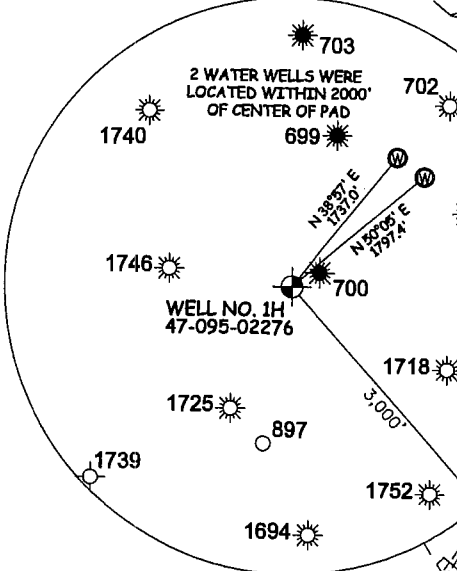 703
2 WATER WELLS WERE
LOCATED WITHIN 2000'
OF CENTER OF PAD
702
1740
699
W
W
N 38°57' E
1737.0'
N 50°05' E
1797.4'
1746
700
WELL NO. 1H
47-095-02276
1718
3,000'
1725
897
1739
1752
1694